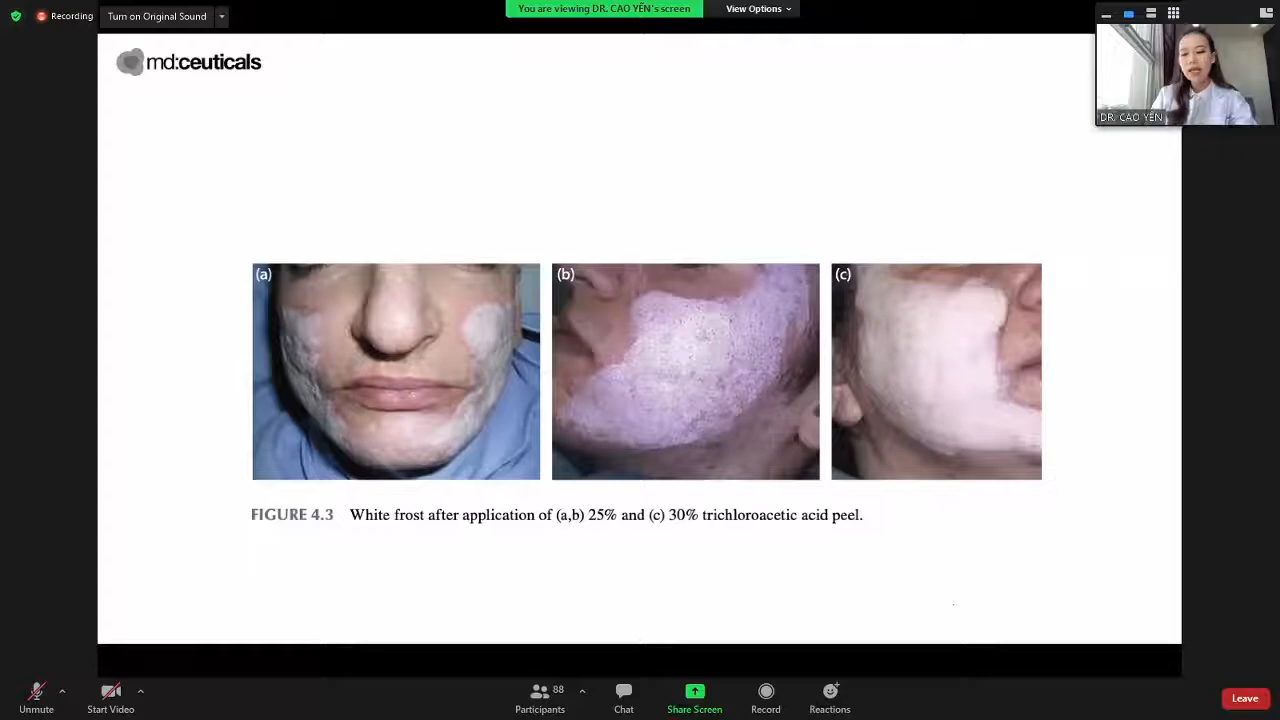 Recording
Turn on Original Sound
You are viewing DR. CAO YẾN's screen
View Options
md:ceuticals
DR. CAO YẾN
(a)
(b)
(c)
FIGURE 4.3 White frost after application of (a,b) 25% and (c) 30% trichloroacetic acid peel.
Unmute
Start Video
88
Participants
Chat
Share Screen
Record
Reactions
Leave